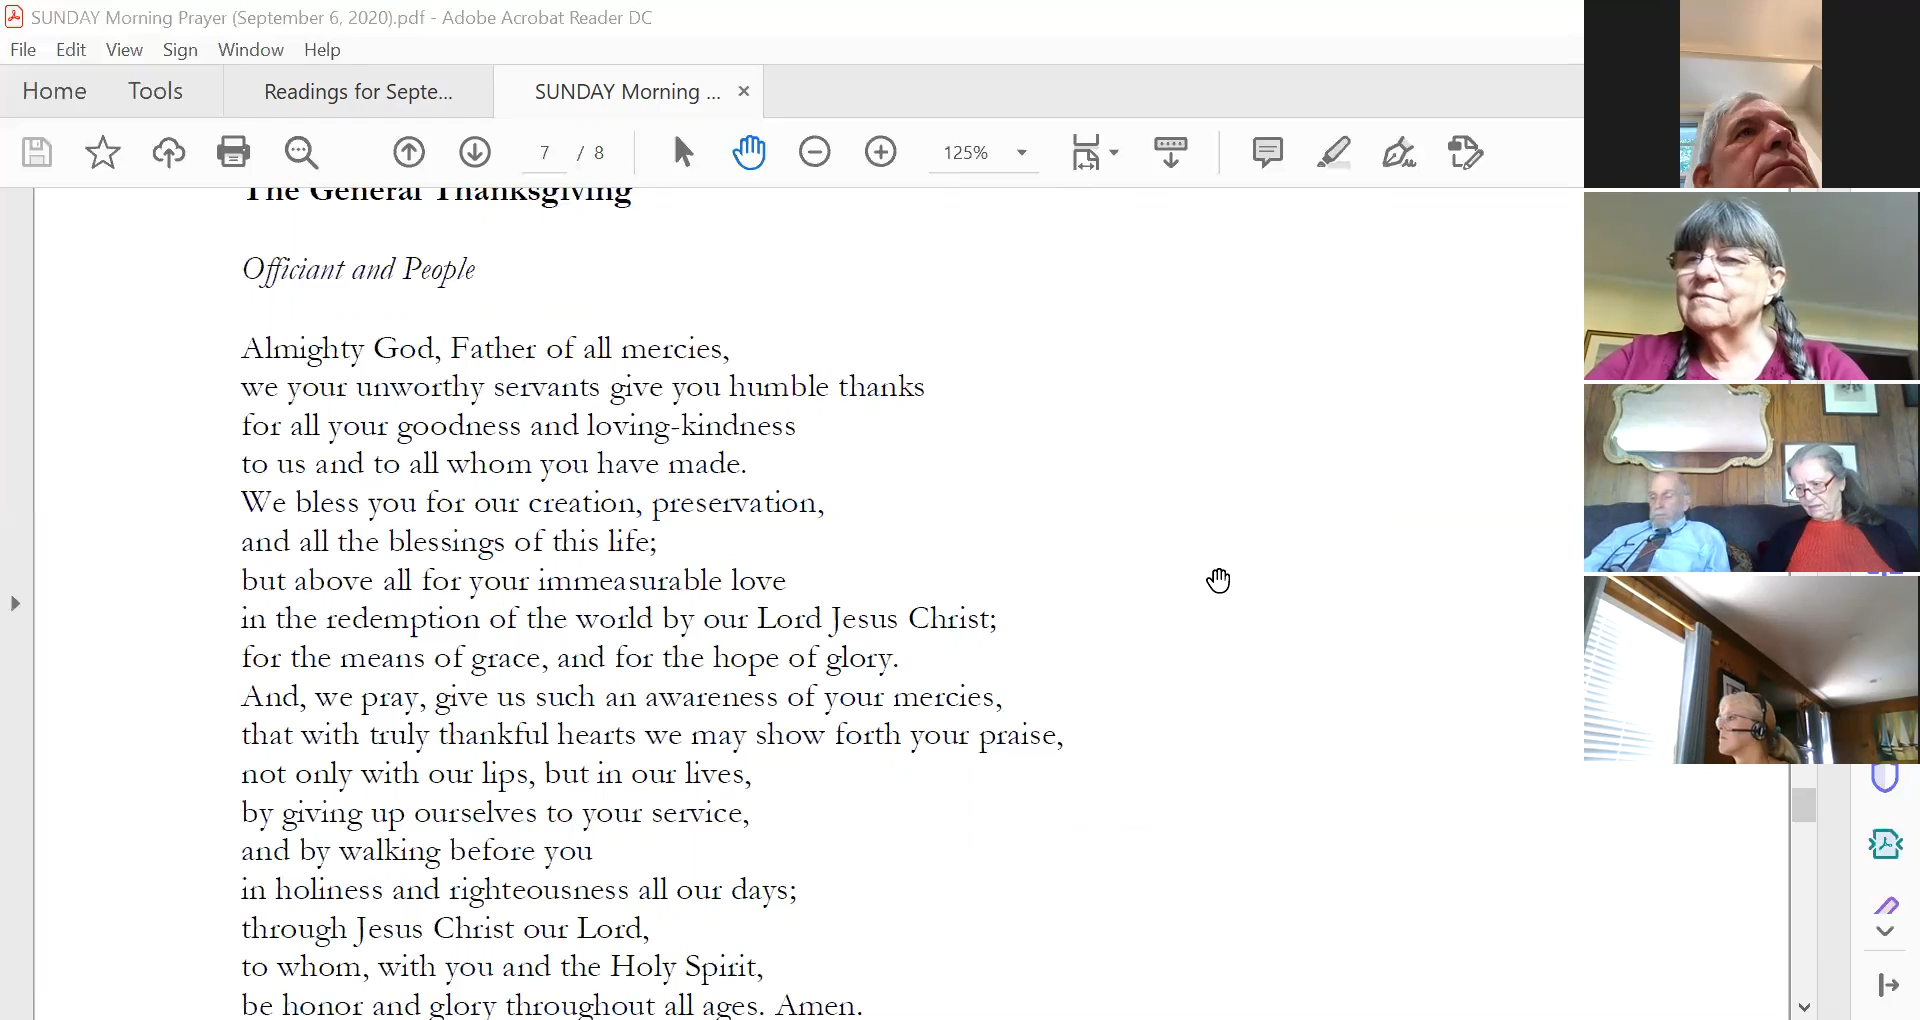 SUNDAY Morning Prayer (September 6, 2020).pdf - Adobe Acrobat Reader DC
File Edit View Sign Window Help
Home Tools Readings for Septe... SUNDAY Morning ... ×
7 / 8 125%
The General Thanksgiving
Officiant and People
Almighty God, Father of all mercies,
we your unworthy servants give you humble thanks
for all your goodness and loving-kindness
to us and to all whom you have made.
We bless you for our creation, preservation,
and all the blessings of this life;
but above all for your immeasurable love
in the redemption of the world by our Lord Jesus Christ;
for the means of grace, and for the hope of glory.
And, we pray, give us such an awareness of your mercies,
that with truly thankful hearts we may show forth your praise,
not only with our lips, but in our lives,
by giving up ourselves to your service,
and by walking before you
in holiness and righteousness all our days;
through Jesus Christ our Lord,
to whom, with you and the Holy Spirit,
be honor and glory throughout all ages. Amen.